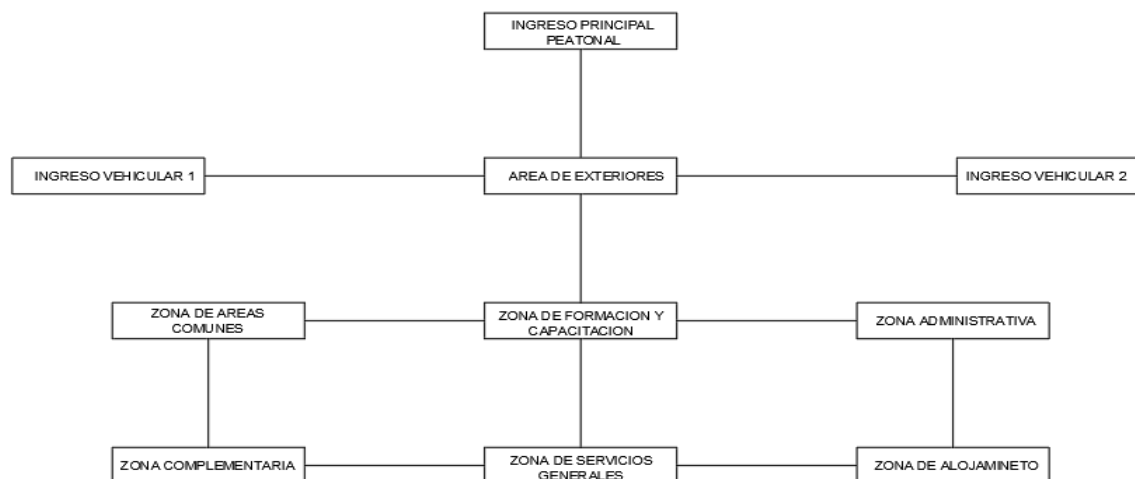 INGRESO PRINCIPAL
PEATONAL
INGRESO VEHICULAR 1
AREA DE EXTERIORES
INGRESO VEHICULAR 2
ZONA DE AREAS
COMUNES
ZONA DE FORMACION Y
CAPACITACION
ZONA ADMINISTRATIVA
ZONA COMPLEMENTARIA
ZONA DE SERVICIOS
GENERALES
ZONA DE ALOJAMINETO